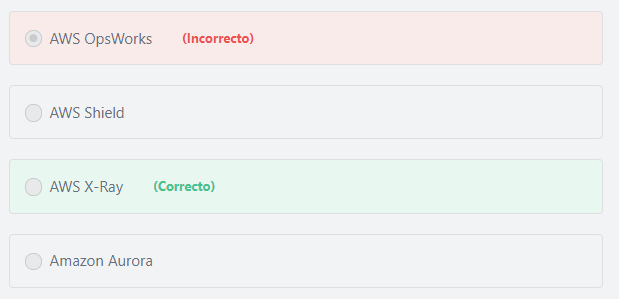 AWS OpsWorks (Incorrecto)
AWS Shield
AWS X-Ray (Correcto)
Amazon Aurora